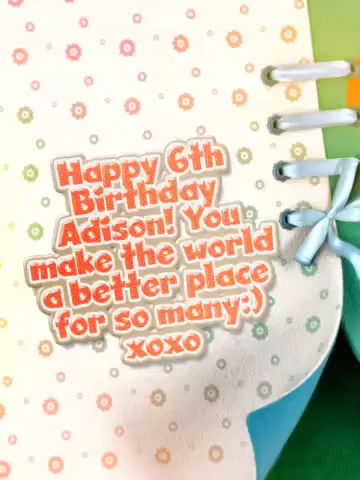 Happy 6th
Birthday
Adison! You
make the world
a better place
for so many:)
xoxo